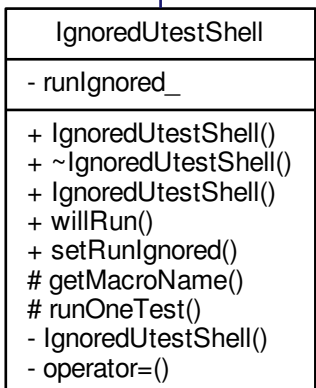 IgnoredUtestShell
- runIgnored_
+ IgnoredUtestShell()
+ ~IgnoredUtestShell()
+ IgnoredUtestShell()
+ willRun()
+ setRunIgnored()
# getMacroName()
# runOneTest()
- IgnoredUtestShell()
- operator=()